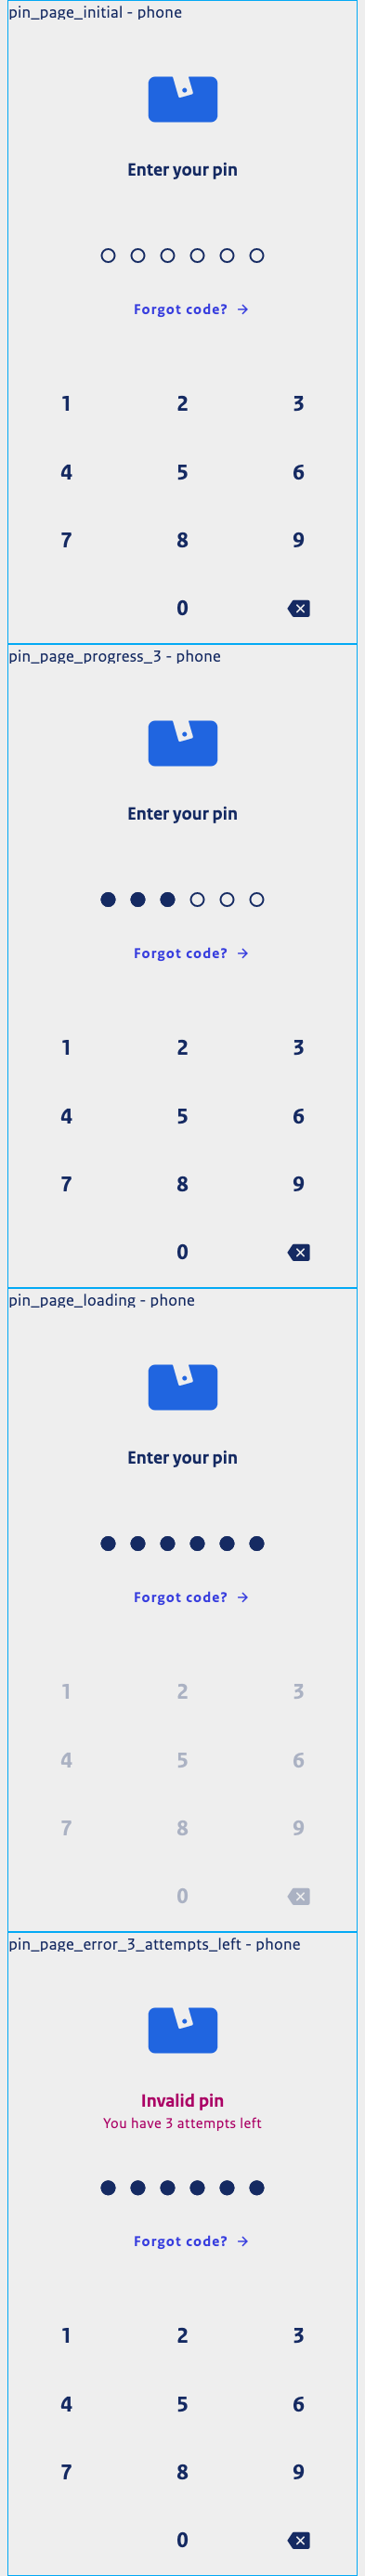 pin_page_initial - phone
Enter your pin
Forgot code? →
1 2 3
4 5 6
7 8 9
0
pin_page_progress_3 - phone
Enter your pin
Forgot code? →
1 2 3
4 5 6
7 8 9
0
pin_page_loading - phone
Enter your pin
Forgot code? →
1 2 3
4 5 6
7 8 9
0
pin_page_error_3_attempts_left - phone
Invalid pin
You have 3 attempts left
Forgot code? →
1 2 3
4 5 6
7 8 9
0